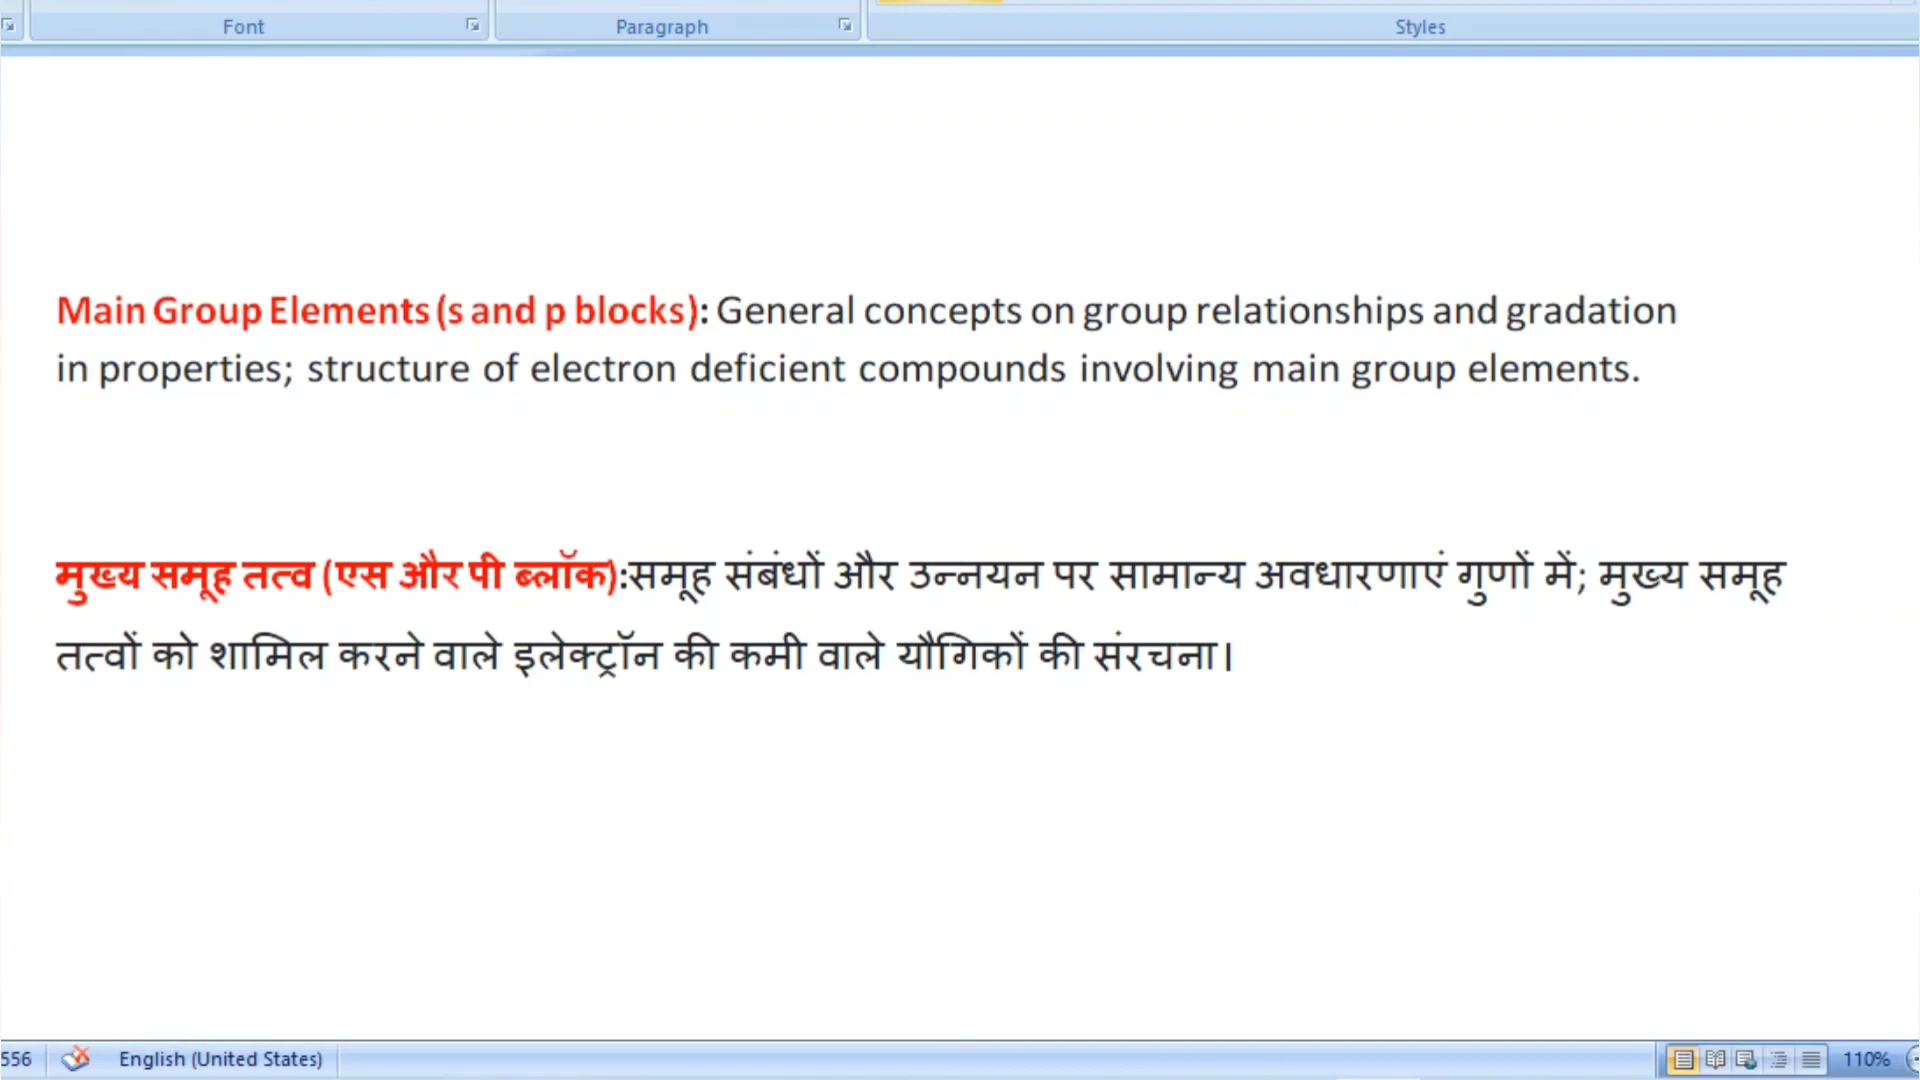 Font Paragraph Styles
Main Group Elements (s and p blocks): General concepts on group relationships and gradation
in properties; structure of electron deficient compounds involving main group elements.
मुख्य समूह तत्व (एस और पी ब्लॉक):समूह संबंधों और उन्नयन पर सामान्य अवधारणाएं गुणों में; मुख्य समूह
तत्वों को शामिल करने वाले इलेक्ट्रॉन की कमी वाले यौगिकों की संरचना।
556 English (United States) 110%